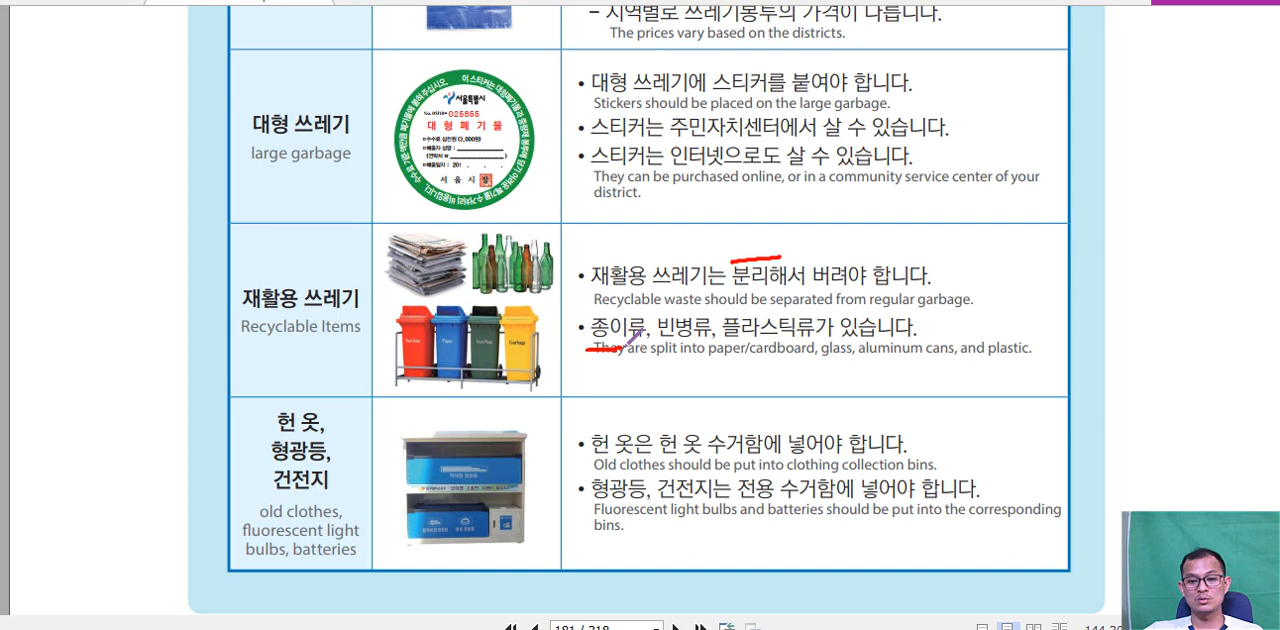 – 지역별로 쓰레기봉투의 가격이 다릅니다.
The prices vary based on the districts.
대형 쓰레기
large garbage
서울특별시
025855
대 형 폐 기 물
서 울 시 장
• 대형 쓰레기에 스티커를 붙여야 합니다.
Stickers should be placed on the large garbage.
• 스티커는 주민자치센터에서 살 수 있습니다.
• 스티커는 인터넷으로도 살 수 있습니다.
They can be purchased online, or in a community service center of your
district.
재활용 쓰레기
Recyclable Items
Paper
Garbage
• 재활용 쓰레기는 분리해서 버려야 합니다.
Recyclable waste should be separated from regular garbage.
• 종이류, 빈병류, 플라스틱류가 있습니다.
They are split into paper/cardboard, glass, aluminum cans, and plastic.
헌 옷,
형광등,
건전지
old clothes,
fluorescent light
bulbs, batteries
• 헌 옷은 헌 옷 수거함에 넣어야 합니다.
Old clothes should be put into clothing collection bins.
• 형광등, 건전지는 전용 수거함에 넣어야 합니다.
Fluorescent light bulbs and batteries should be put into the corresponding
bins.
181 / 218